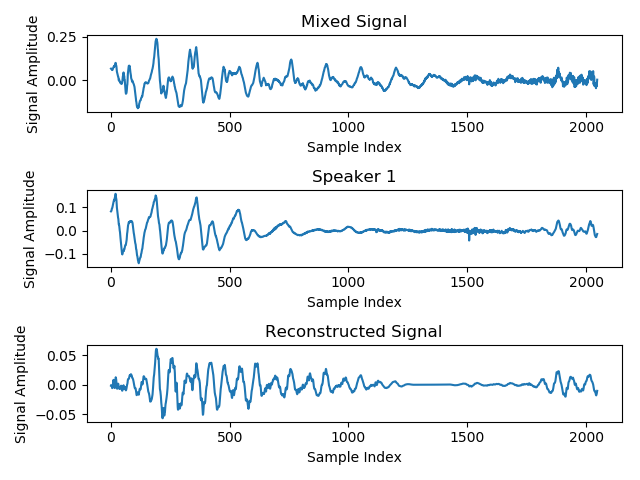 Mixed Signal
0.25
0.00
Signal Amplitude
0 500 1000 1500 2000
Sample Index
Speaker 1
0.1
0.0
−0.1
Signal Amplitude
0 500 1000 1500 2000
Sample Index
Reconstructed Signal
0.05
0.00
−0.05
Signal Amplitude
0 500 1000 1500 2000
Sample Index